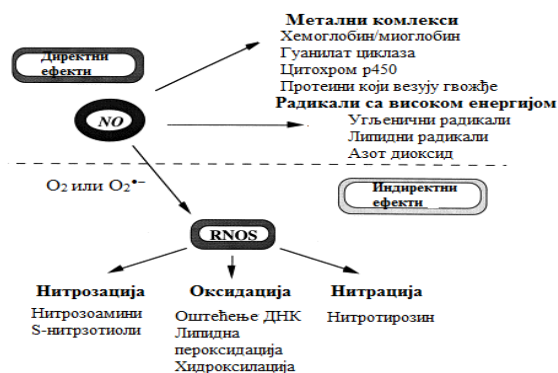 Метални комлекси
Хемоглобин/миоглобин
Гуанилат циклаза
Цитохром р450
Протеини који везују гвожђе
Директни
ефекти
Радикали са високом енергијом
NO
Угљенични радикали
Липидни радикали
Азот диоксид
O2 или O2•−
Индиректни
ефекти
RNOS
Нитрозација
Нитрозоамини
S-нитрзотиоли
Оксидација
Оштећење ДНК
Липидна
пероксидација
Хидроксилација
Нитрација
Нитротирозин